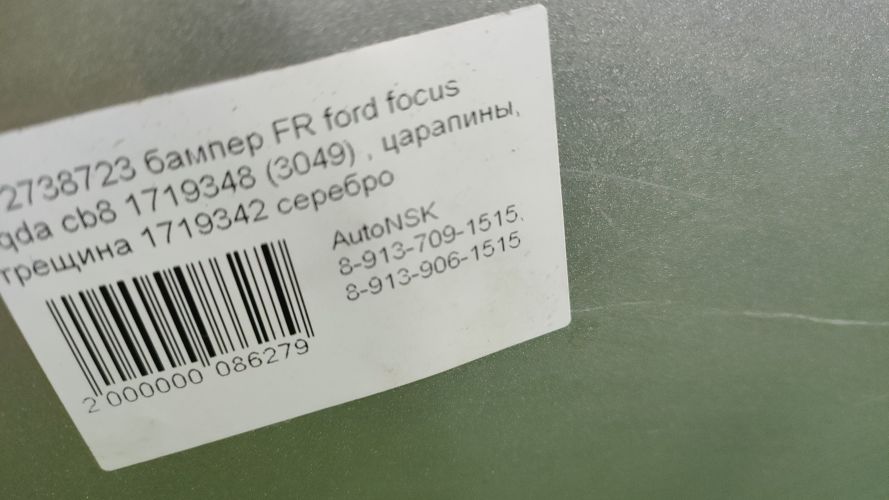 2738723 бампер FR ford focus
qda cb8 1719348 (3049) , царапины,
трещина 1719342 серебро
AutoNSK
8-913-709-1515,
8-913-906-1515
2 000000 086279